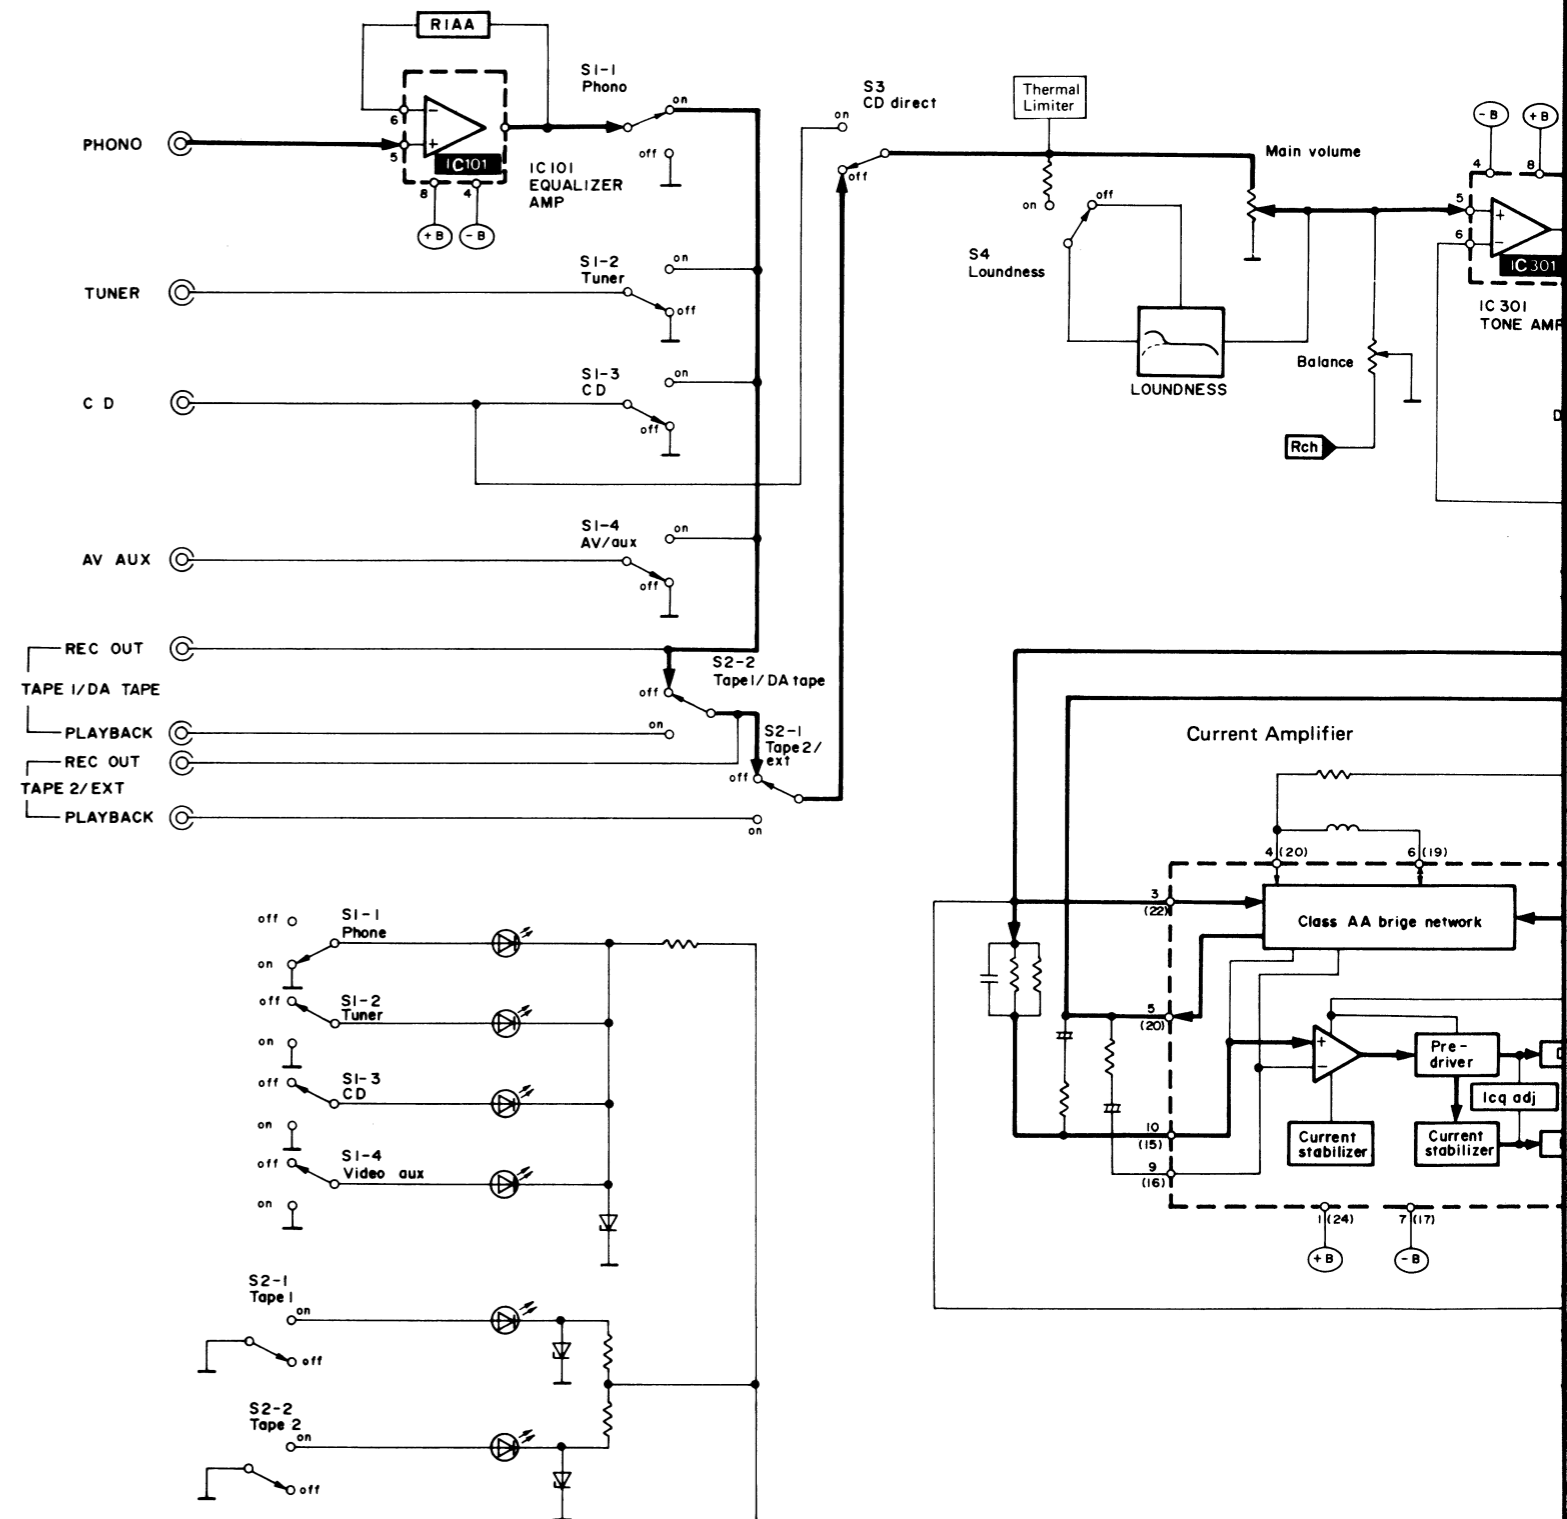 RIAA
6
5
-
+
IC101
8
4
+B
-B
IC101
EQUALIZER
AMP
PHONO
S1-1
Phono
on
off
TUNER
S1-2
Tuner
on
off
C D
S1-3
CD
on
off
AV AUX
S1-4
AV/aux
on
off
REC OUT
TAPE 1/DA TAPE
PLAYBACK
REC OUT
TAPE 2/EXT
PLAYBACK
S2-2
Tape1/DA tape
off
on
S2-1
Tape2/
ext
off
on
S3
CD direct
on
off
Thermal
Limiter
Main volume
on
off
S4
Loundness
LOUNDNESS
Balance
Rch
-B
+B
4
8
5
6
+
-
IC301
IC301
TONE AMP
D
Current Amplifier
4 (20)
6 (19)
3
(22)
Class AA brige network
5
(20)
+
-
Pre-
driver
Icq adj
Current
stabilizer
Current
stabilizer
10
(15)
9
(16)
1 (24)
7 (17)
+B
-B
off
S1-1
Phone
on
off
S1-2
Tuner
on
off
S1-3
CD
on
off
S1-4
Video aux
on
S2-1
Tape1
on
off
S2-2
Tape 2
on
off